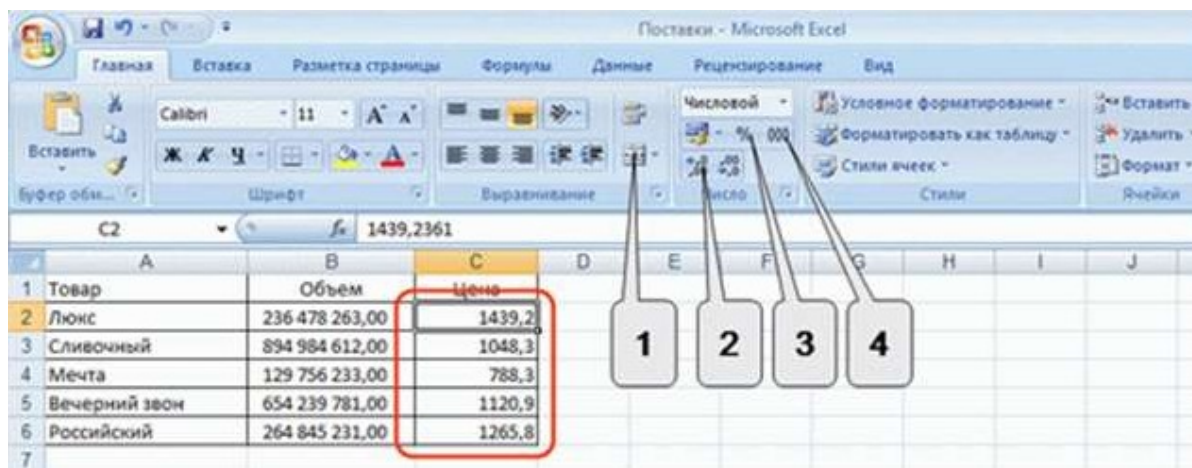 Поставки - Microsoft Excel
Главная Вставка Разметка страницы Формулы Данные Рецензирование Вид
Вставить
Calibri 11 А А
Ж К Ч
Числовой
% 000
Условное форматирование
Форматировать как таблицу
Стили ячеек
Вставить
Удалить
Формат
Буфер обм... Шрифт Выравнивание Число Стили Ячейки
C2 fx 1439,2361
A B C D E F G H I J
1 Товар Объем Цена
2 Люкс 236 478 263,00 1439,2
3 Сливочный 894 984 612,00 1048,3
4 Мечта 129 756 233,00 788,3
5 Вечерний звон 654 239 781,00 1120,9
6 Российский 264 845 231,00 1265,8
7
1 2 3 4